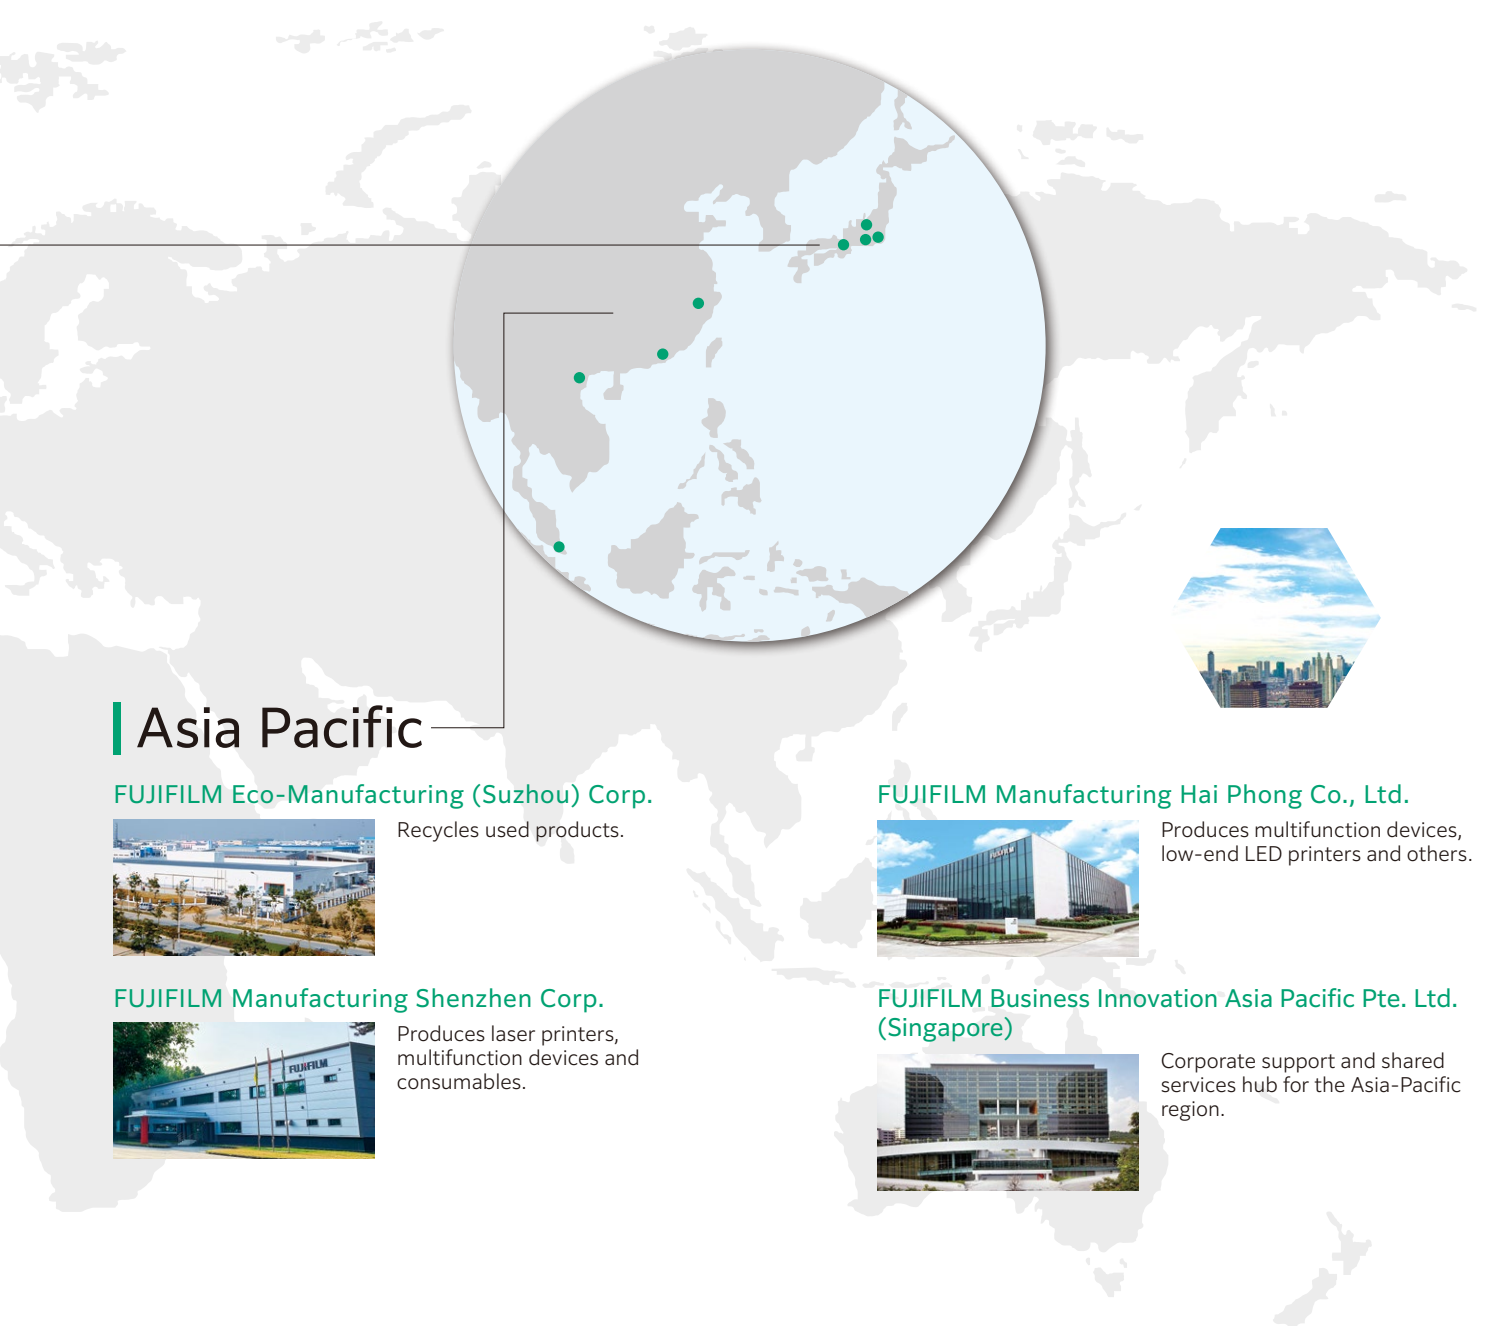 Asia Pacific
FUJIFILM Eco-Manufacturing (Suzhou) Corp.
Recycles used products.
FUJIFILM Manufacturing Shenzhen Corp.
FUJIFILM
Produces laser printers,
multifunction devices and
consumables.
FUJIFILM Manufacturing Hai Phong Co., Ltd.
FUJIFILM
Produces multifunction devices,
low-end LED printers and others.
FUJIFILM Business Innovation Asia Pacific Pte. Ltd.
(Singapore)
Corporate support and shared
services hub for the Asia-Pacific
region.